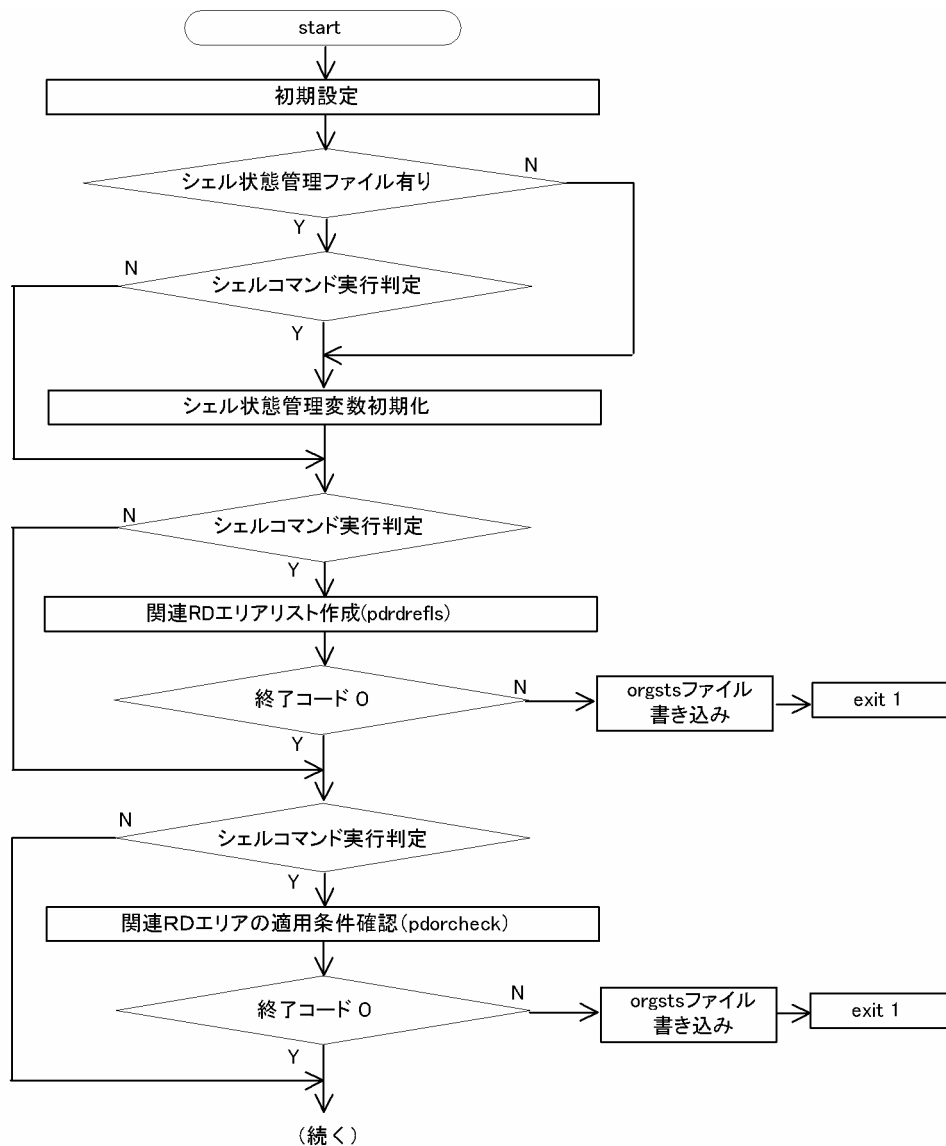 start
初期設定
シェル状態管理ファイル有り
N
Y
N
シェルコマンド実行判定
Y
シェル状態管理変数初期化
N
シェルコマンド実行判定
Y
関連RDエリアリスト作成(pdrdrefls)
終了コード 0
N
orgstsファイル
書き込み
exit 1
Y
N
シェルコマンド実行判定
Y
関連RDエリアの適用条件確認(pdorcheck)
終了コード 0
N
orgstsファイル
書き込み
exit 1
Y
(続く)